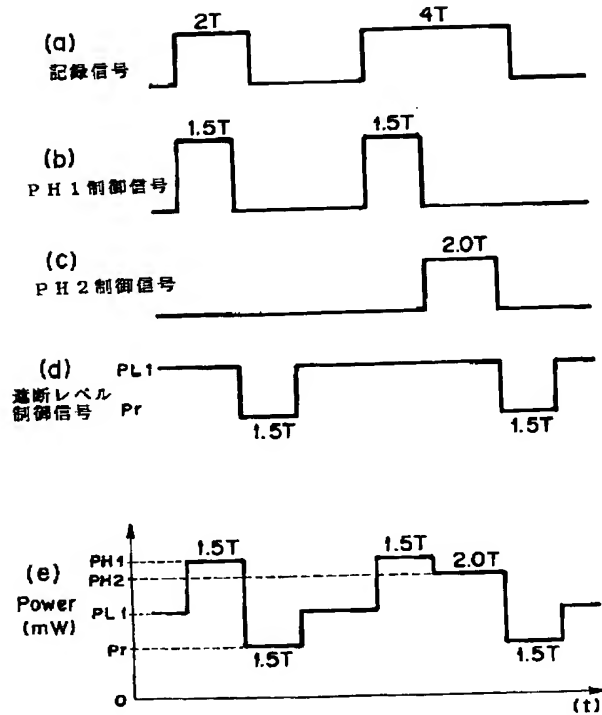 2T
4T
(a)
記録信号
1.5T
1.5T
(b)
PH1制御信号
2.0T
(c)
PH2制御信号
(d)
PL1
遮断レベル
制御信号
Pr
1.5T
1.5T
(e)
Power
(mW)
PH1
PH2
PL1
Pr
0
1.5T
1.5T
2.0T
1.5T
1.5T
(t)